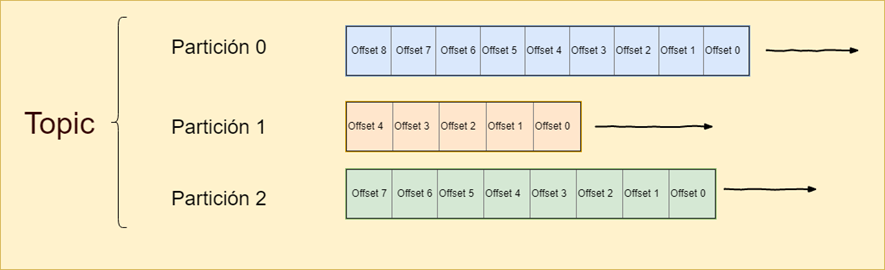 Topic
Partición 0
Offset 8 Offset 7 Offset 6 Offset 5 Offset 4 Offset 3 Offset 2 Offset 1 Offset 0
Partición 1
Offset 4 Offset 3 Offset 2 Offset 1 Offset 0
Partición 2
Offset 7 Offset 6 Offset 5 Offset 4 Offset 3 Offset 2 Offset 1 Offset 0